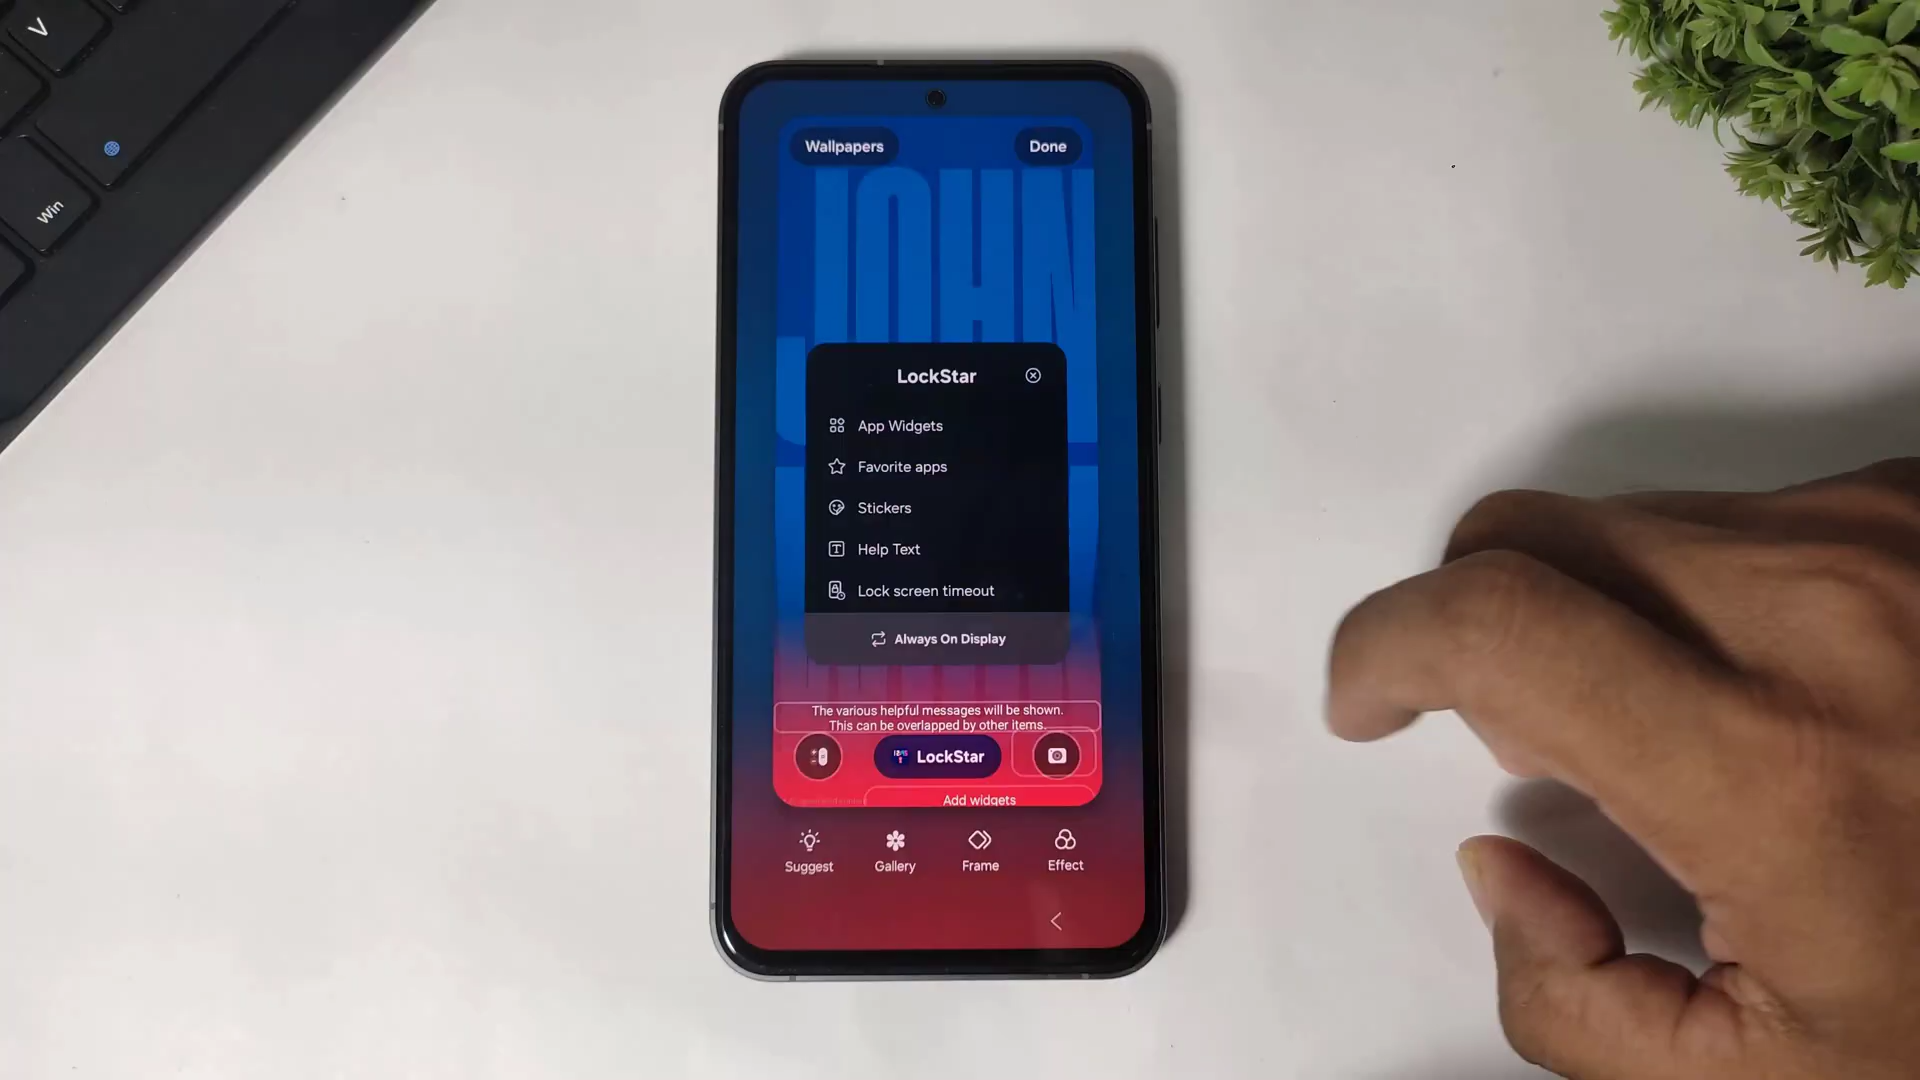 V
Win
Wallpapers
Done
JOHN
LockStar
App Widgets
Favorite apps
Stickers
Help Text
Lock screen timeout
Always On Display
The various helpful messages will be shown.
This can be overlapped by other items.
LockStar
Add widgets
Suggest
Gallery
Frame
Effect